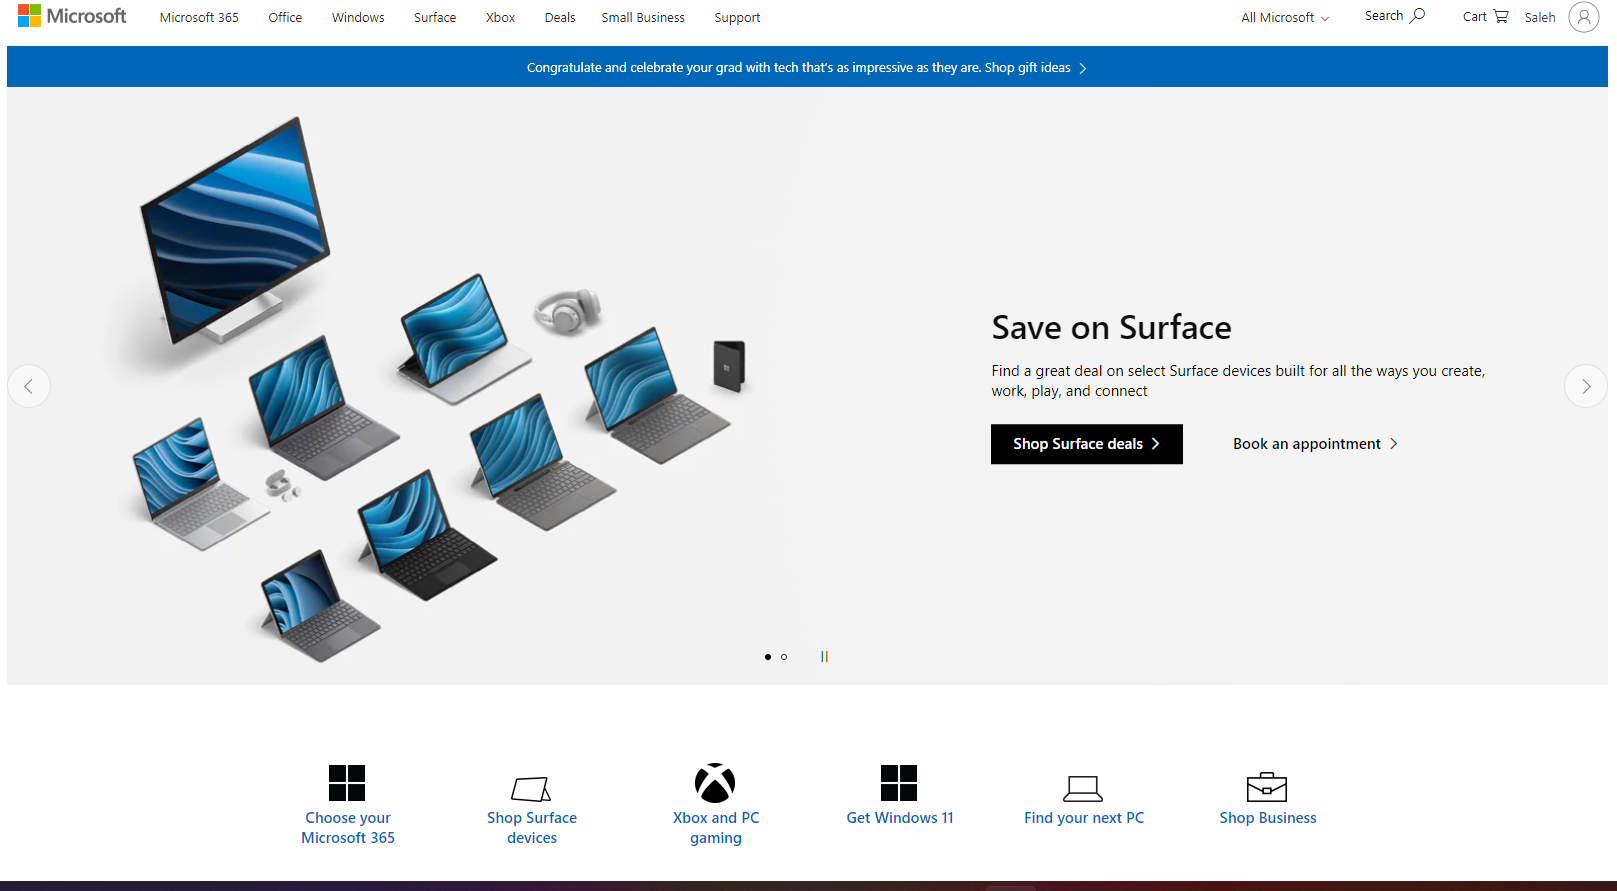 Microsoft
Microsoft 365
Office
Windows
Surface
Xbox
Deals
Small Business
Support
All Microsoft
Search
Cart
Saleh
Congratulate and celebrate your grad with tech that's as impressive as they are. Shop gift ideas
Save on Surface
Find a great deal on select Surface devices built for all the ways you create,
work, play, and connect
Shop Surface deals
Book an appointment
Choose your
Microsoft 365
Shop Surface
devices
Xbox and PC
gaming
Get Windows 11
Find your next PC
Shop Business